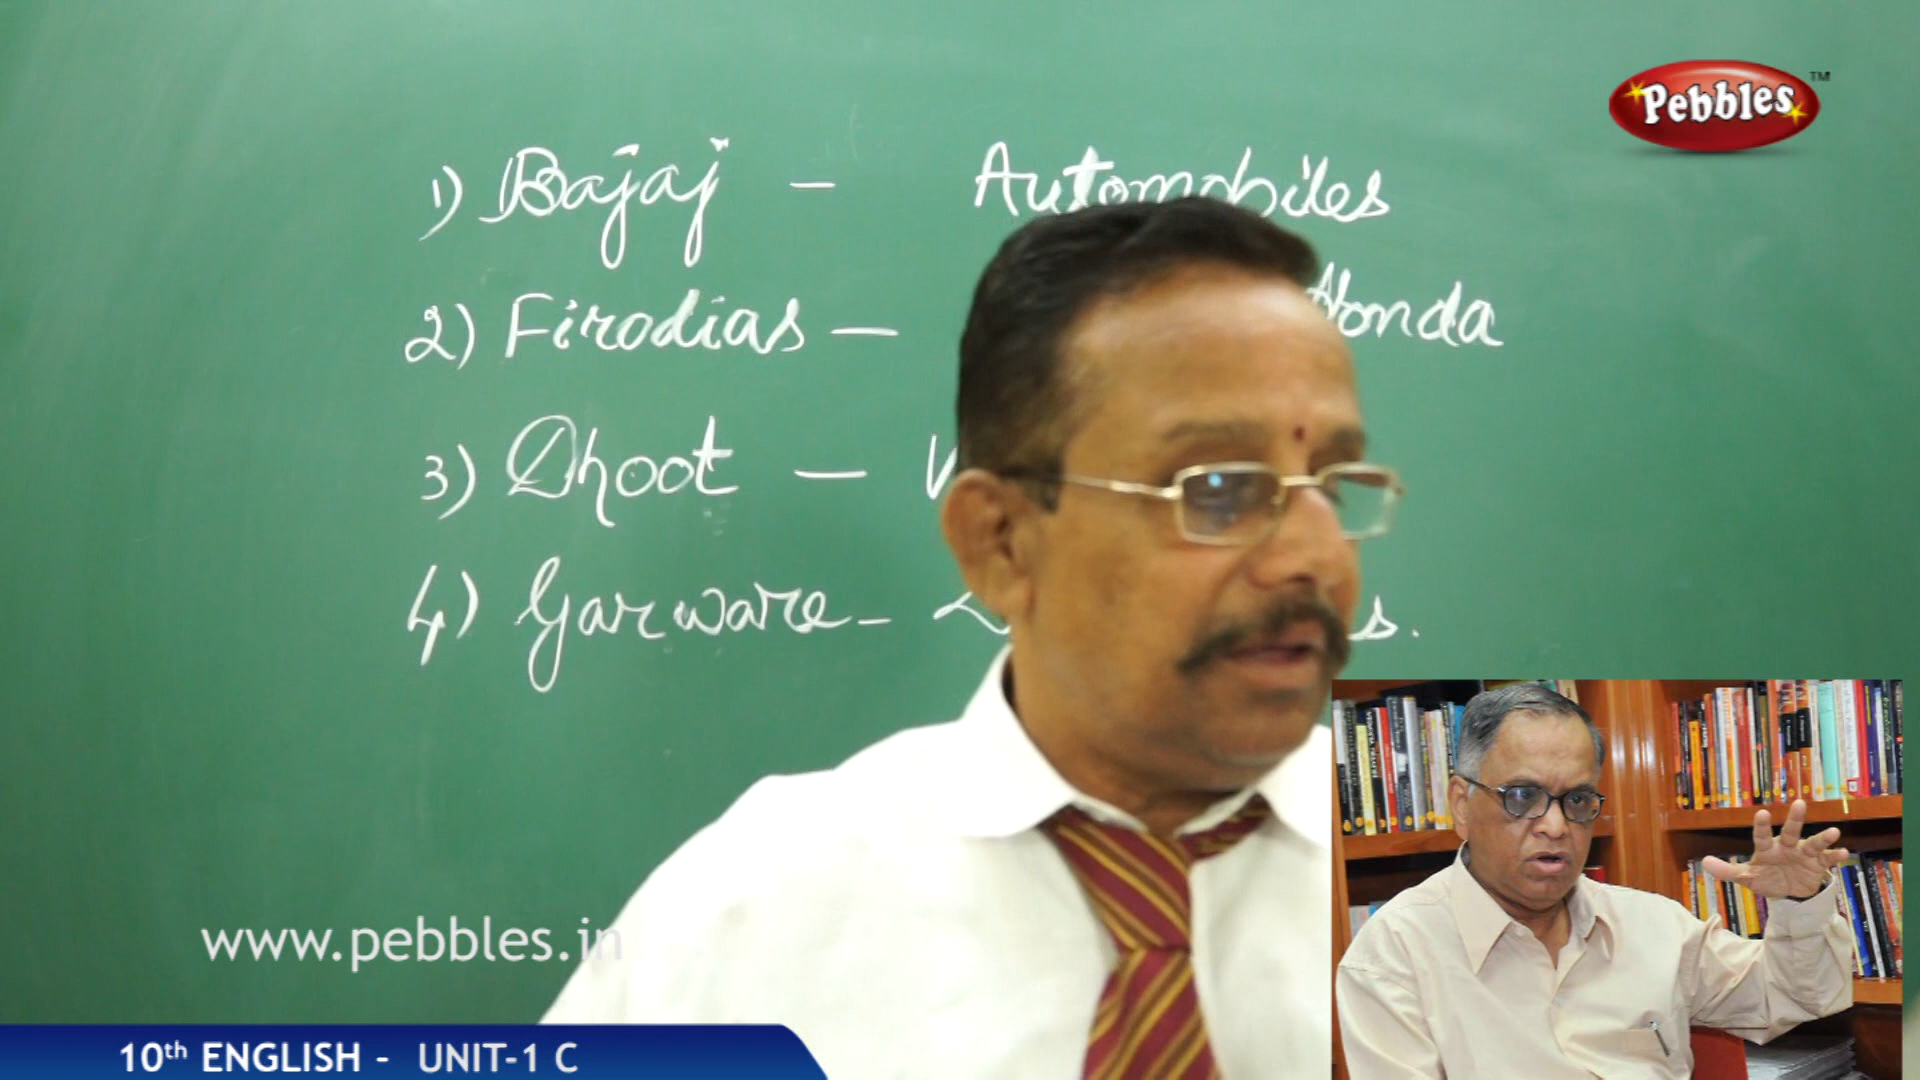 Pebbles TM
1) Bajaj - Automobiles
2) Firodias - Honda
3) Dhoot -
4) Garware -
www.pebbles.in
10th ENGLISH - UNIT-1 C